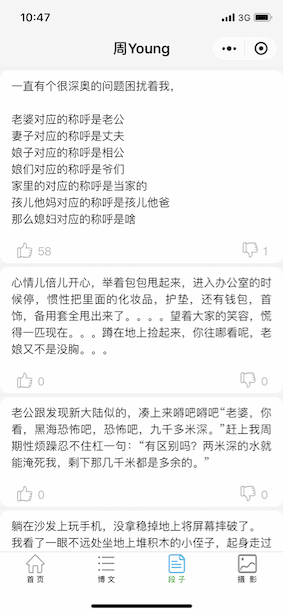 10:47
3G
周Young
一直有个很深奥的问题困扰着我，
老婆对应的称呼是老公
妻子对应的称呼是丈夫
娘子对应的称呼是相公
娘们对应的称呼是爷们
家里的对应的称呼是当家的
孩儿他妈对应的称呼是孩儿他爸
那么媳妇对应的称呼是啥
58
1
心情儿倍儿开心，举着包包甩起来，进入办公室的时
候停，惯性把里面的化妆品，护垫，还有钱包，首
饰，备用套全甩出来了。。。。望着大家的笑容，慌
得一匹现在。。。蹲在地上捡起来，你往哪看呢，老
娘又不是没胸。。。
0
0
老公跟发现新大陆似的，凑上来嘚吧嘚吧“老婆，你
看，黑海恐怖吧，恐怖吧，九千多米深。”赶上我周
期性烦躁忍不住杠一句：“有区别吗？两米深的水就
能淹死我，剩下那几千米都是多余的。”
0
0
躺在沙发上玩手机，没拿稳掉地上将屏幕摔破了。
我看了一眼不远处坐地上堆积木的小侄子，起身走过
首页
博文
段子
摄影